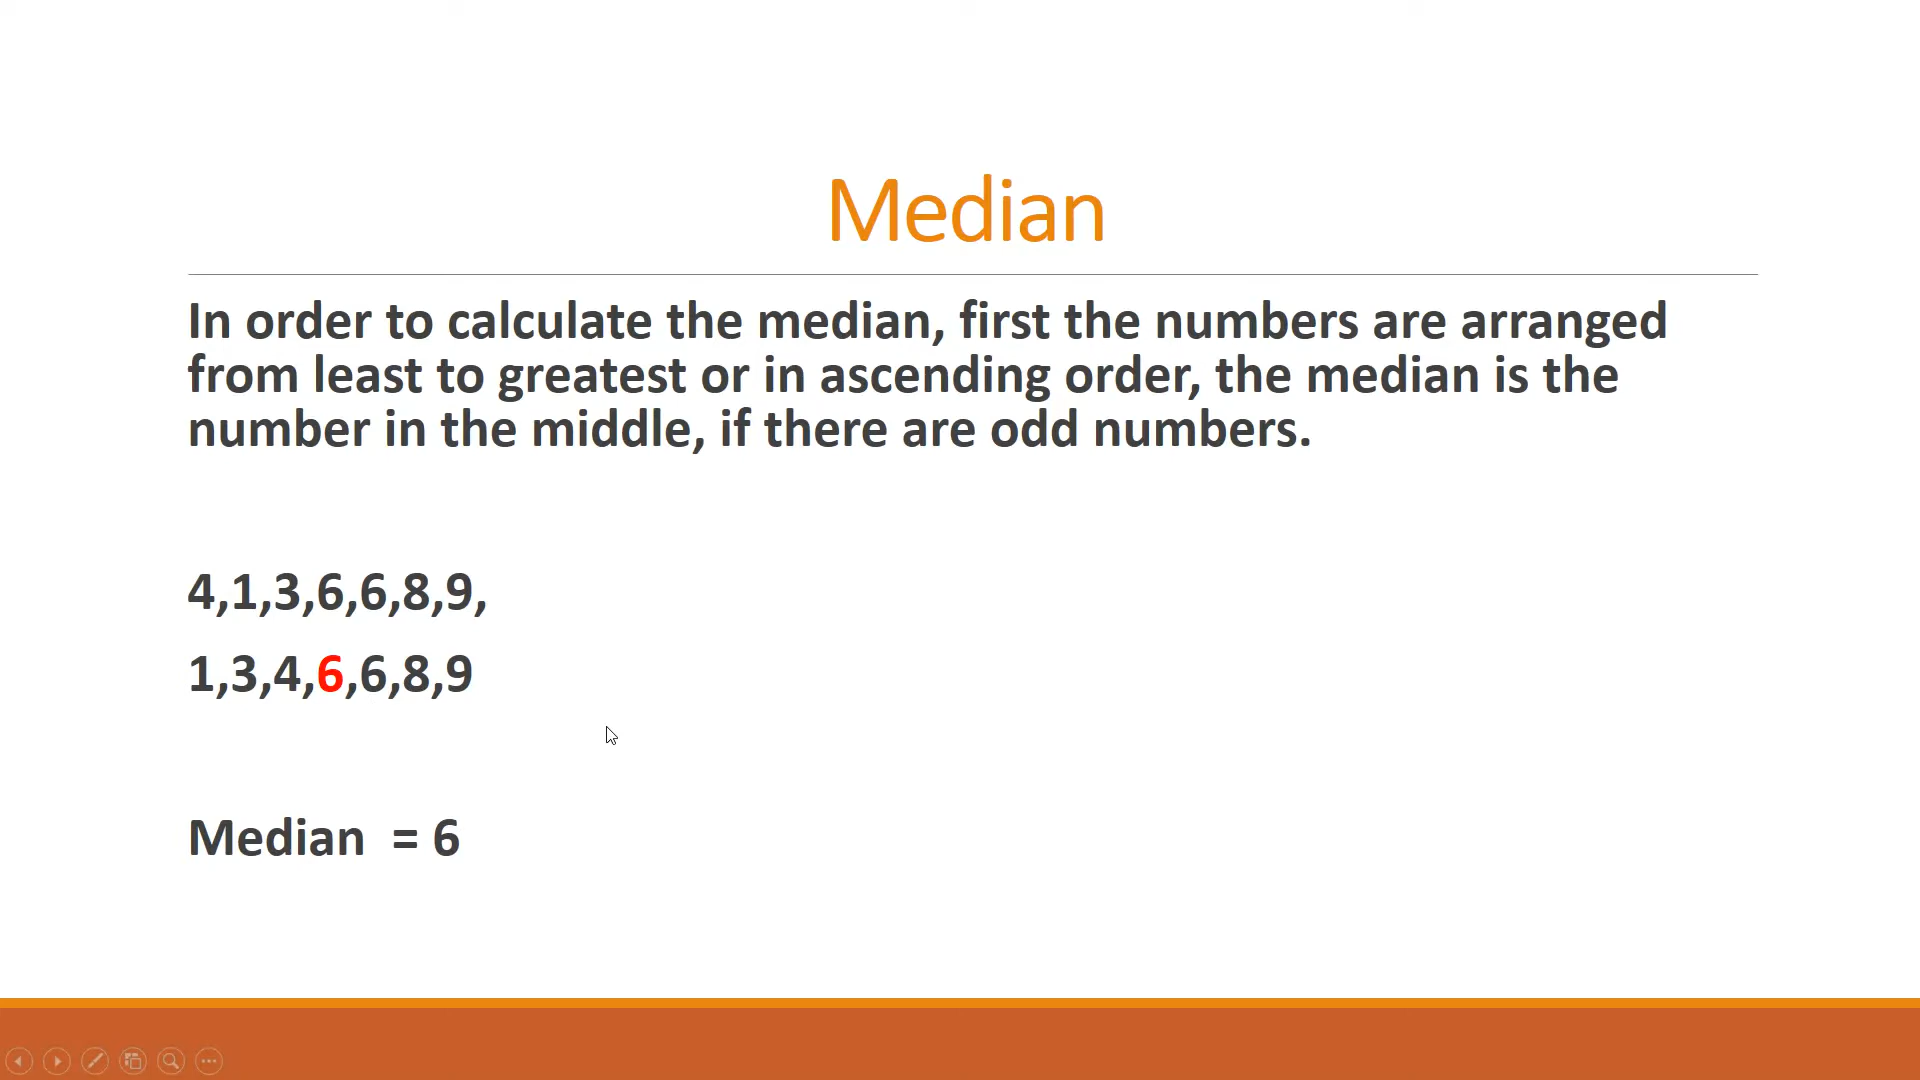 Median
In order to calculate the median, first the numbers are arranged
from least to greatest or in ascending order, the median is the
number in the middle, if there are odd numbers.
4,1,3,6,6,8,9,
1,3,4,6,6,8,9
Median  = 6